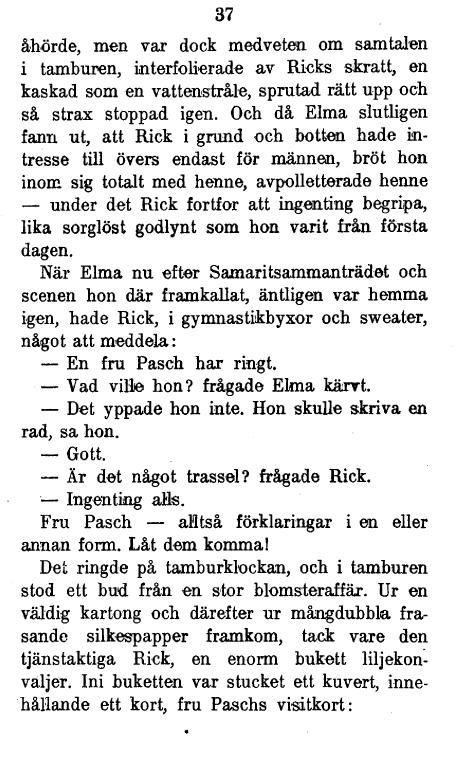 37
åhörde, men var dock medveten om samtalen
i tamburen, interfolierade av Ricks skratt, en
kaskad som en vattenstråle, sprutad rätt upp och
så strax stoppad igen. Och då Elma slutligen
fann ut, att Rick i grund och botten hade in-
tresse till övers endast för männen, bröt hon
inom sig totalt med henne, avpolletterade henne
— under det Rick fortfor att ingenting begripa,
lika sorglöst godlynt som hon varit från första
dagen.
När Elma nu efter Samaritsammanträdet och
scenen hon där framkallat, äntligen var hemma
igen, hade Rick, i gymnastikbyxor och sweater,
något att meddela:
— En fru Pasch har ringt.
— Vad ville hon? frågade Elma kärvt.
— Det yppade hon inte. Hon skulle skriva en
rad, sa hon.
— Gott.
— Är det något trassel? frågade Rick.
— Ingenting alls.
Fru Pasch — alltså förklaringar i en eller
annan form. Låt dem komma!
Det ringde på tamburklockan, och i tamburen
stod ett bud från en stor blomsteraffär. Ur en
väldig kartong och därefter ur mångdubbla fra-
sande silkespapper framkom, tack vare den
tjänstaktiga Rick, en enorm bukett liljekon-
valjer. Ini buketten var stucket ett kuvert, inne-
hållande ett kort, fru Paschs visitkort: